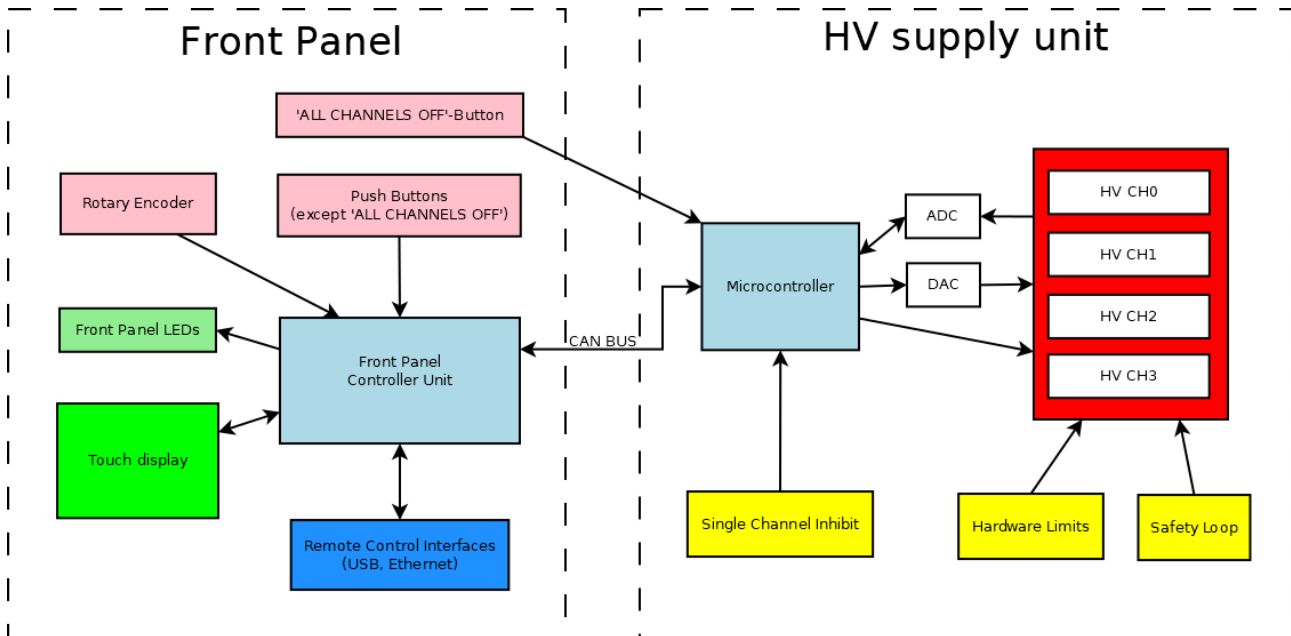 Front Panel
HV supply unit
'ALL CHANNELS OFF'-Button
Rotary Encoder
Push Buttons
(except 'ALL CHANNELS OFF')
Front Panel LEDs
Front Panel
Controller Unit
Touch display
Remote Control Interfaces
(USB, Ethernet)
CAN BUS
Microcontroller
ADC
DAC
HV CH0
HV CH1
HV CH2
HV CH3
Single Channel Inhibit
Hardware Limits
Safety Loop